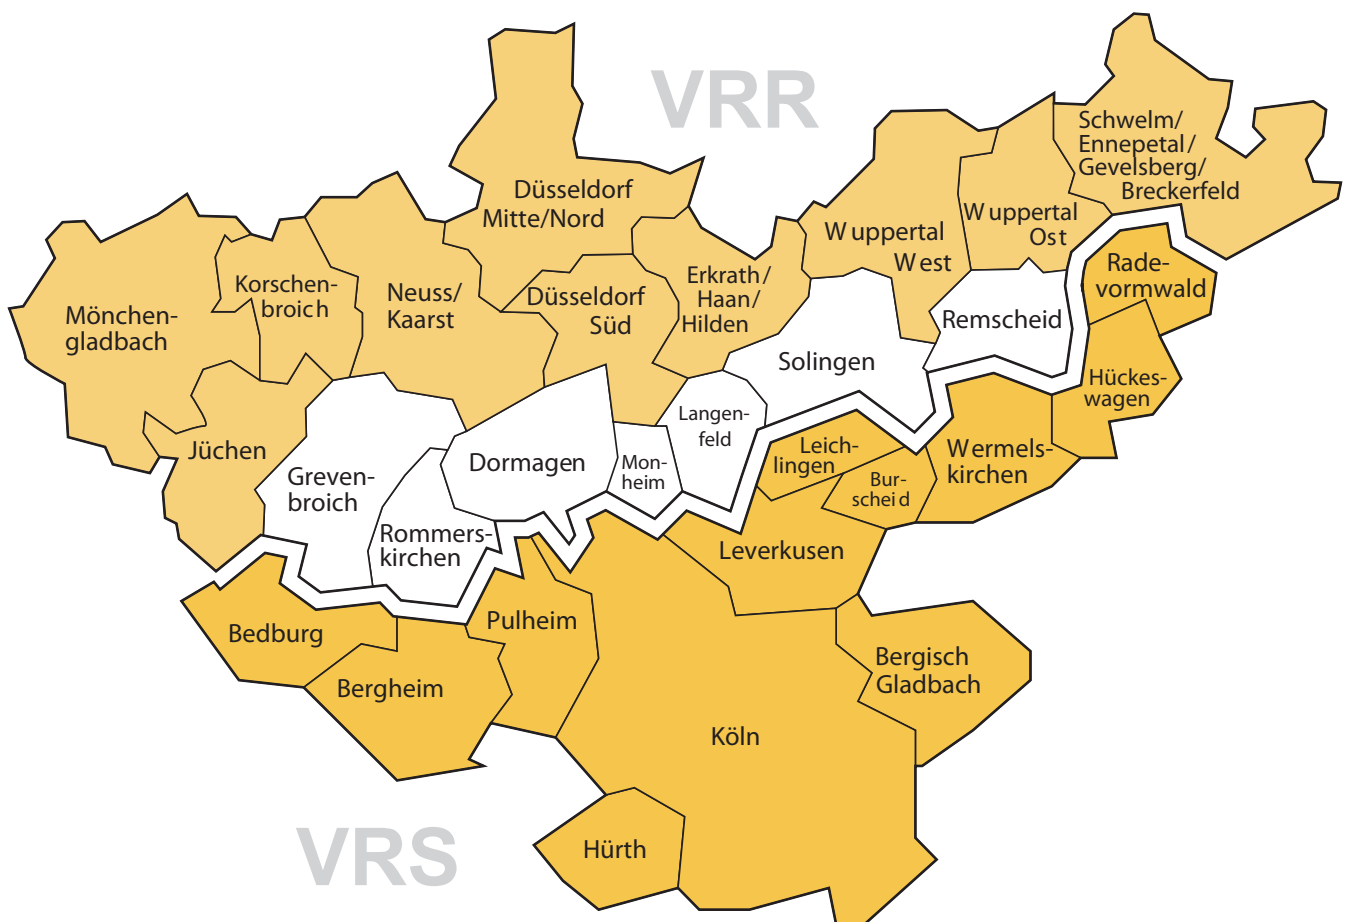 VRR
Schwelm/
Ennepetal/
Gevelsberg/
Breckerfeld
Düsseldorf
Mitte/Nord
Wuppertal
Ost
Wuppertal
West
Rade-
vormwald
Korschen-
broich
Neuss/
Kaarst
Düsseldorf
Süd
Erkrath/
Haan/
Hilden
Mönchen-
gladbach
Remscheid
Solingen
Hückes-
wagen
Langen-
feld
Jüchen
Greven-
broich
Dormagen
Mon-
heim
Leich-
lingen
Bur-
scheid
Wermels-
kirchen
Rommers-
kirchen
Leverkusen
Bedburg
Pulheim
Bergheim
Bergisch
Gladbach
Köln
VRS
Hürth